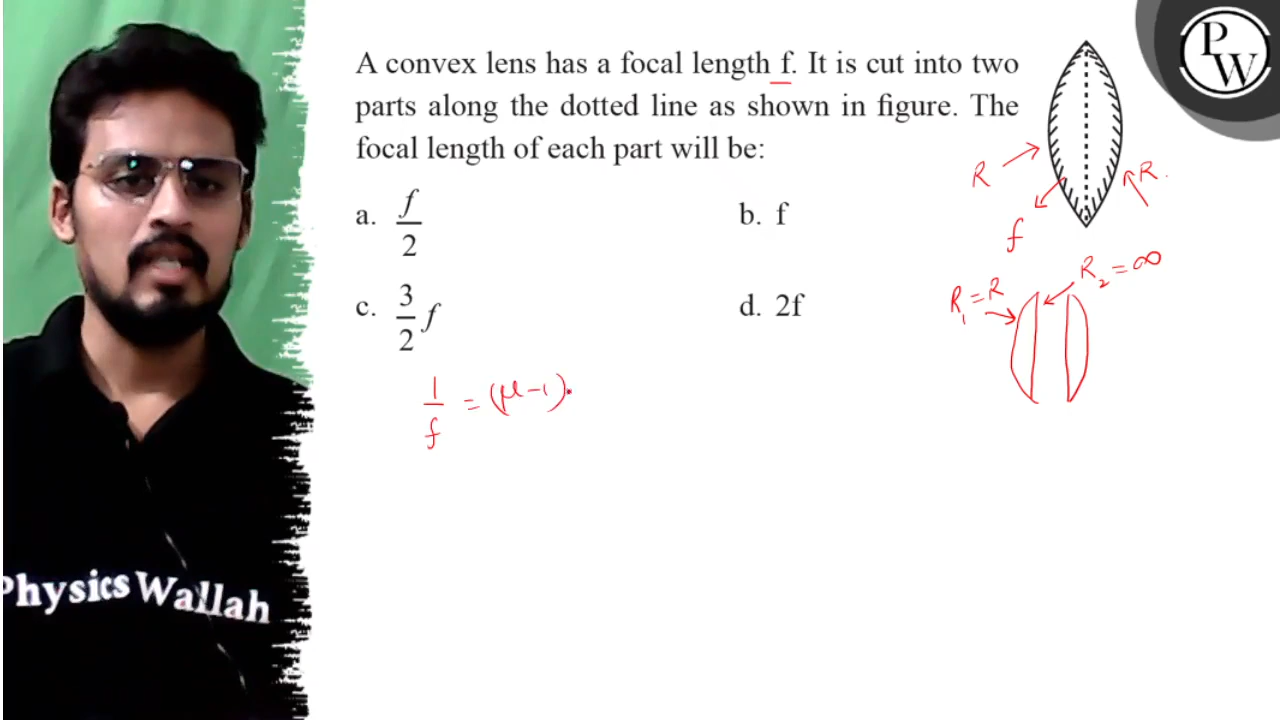 A convex lens has a focal length f. It is cut into two
parts along the dotted line as shown in figure. The
focal length of each part will be:
a. f/2
b. f
c. 3/2 f
d. 2f
1/f = (μ-1)
R
R.
f
R₁ = R
R₂ = ∞
P
W
Physics Wallah